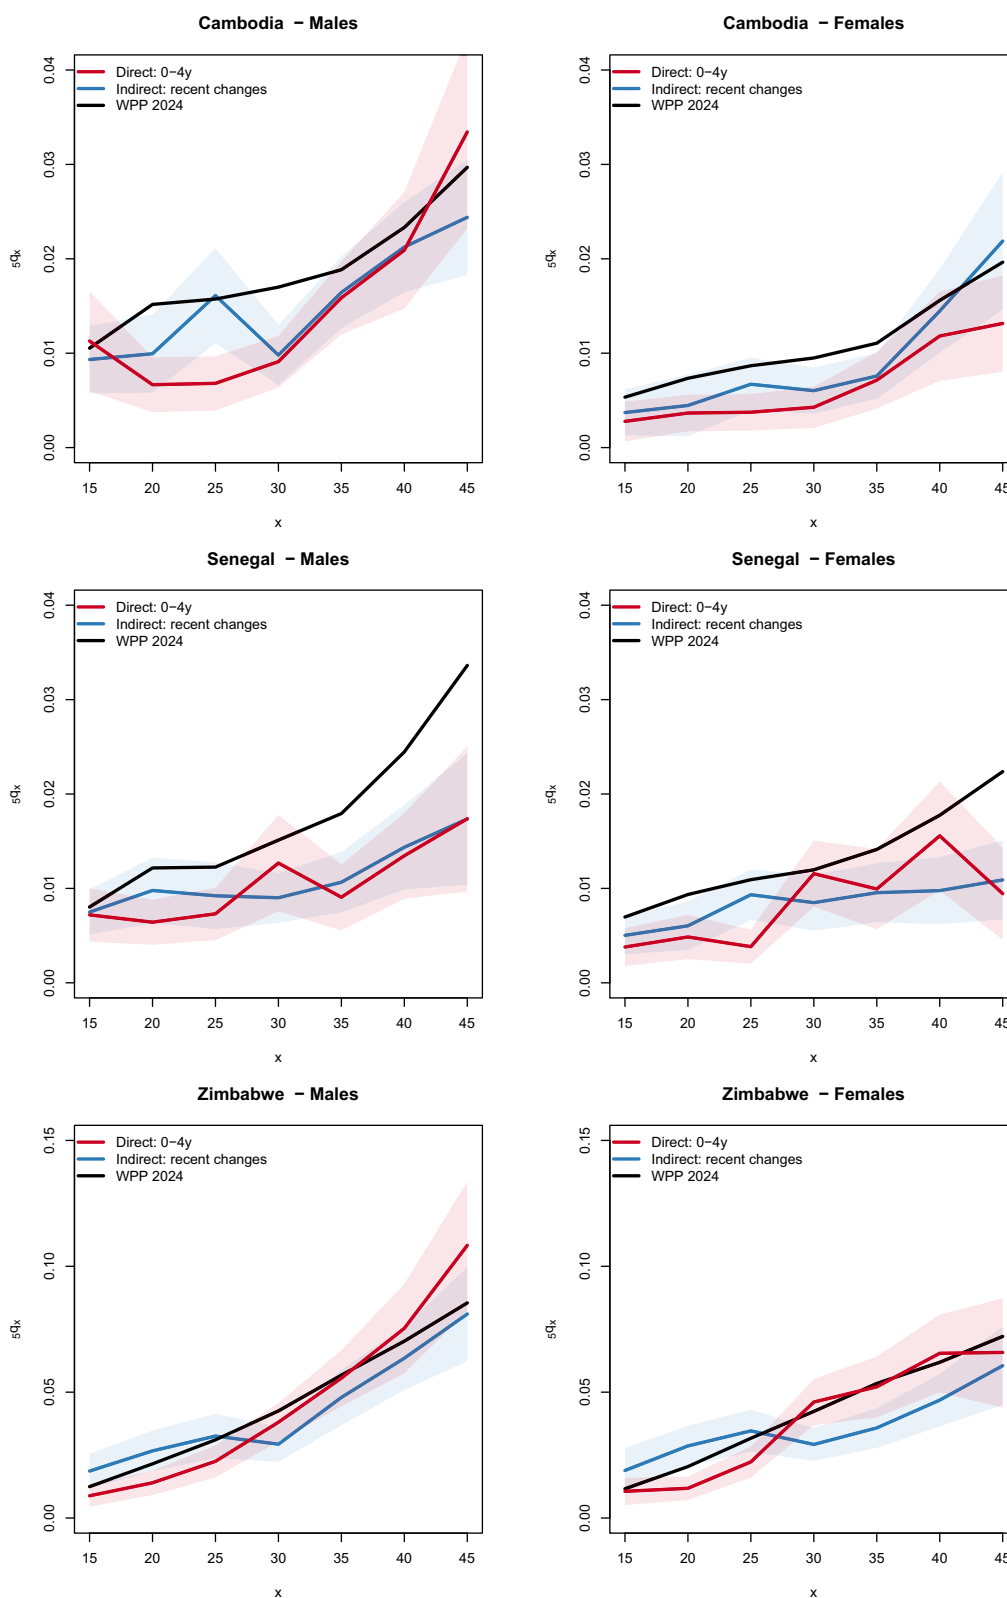 Cambodia − Males
Direct: 0−4y
Indirect: recent changes
WPP 2024
0.04
0.03
0.02
0.01
0.00
5qx
15 20 25 30 35 40 45
x
Cambodia − Females
Direct: 0−4y
Indirect: recent changes
WPP 2024
0.04
0.03
0.02
0.01
0.00
5qx
15 20 25 30 35 40 45
x
Senegal − Males
Direct: 0−4y
Indirect: recent changes
WPP 2024
0.04
0.03
0.02
0.01
0.00
5qx
15 20 25 30 35 40 45
x
Senegal − Females
Direct: 0−4y
Indirect: recent changes
WPP 2024
0.04
0.03
0.02
0.01
0.00
5qx
15 20 25 30 35 40 45
x
Zimbabwe − Males
Direct: 0−4y
Indirect: recent changes
WPP 2024
0.15
0.10
0.05
0.00
5qx
15 20 25 30 35 40 45
x
Zimbabwe − Females
Direct: 0−4y
Indirect: recent changes
WPP 2024
0.15
0.10
0.05
0.00
5qx
15 20 25 30 35 40 45
x